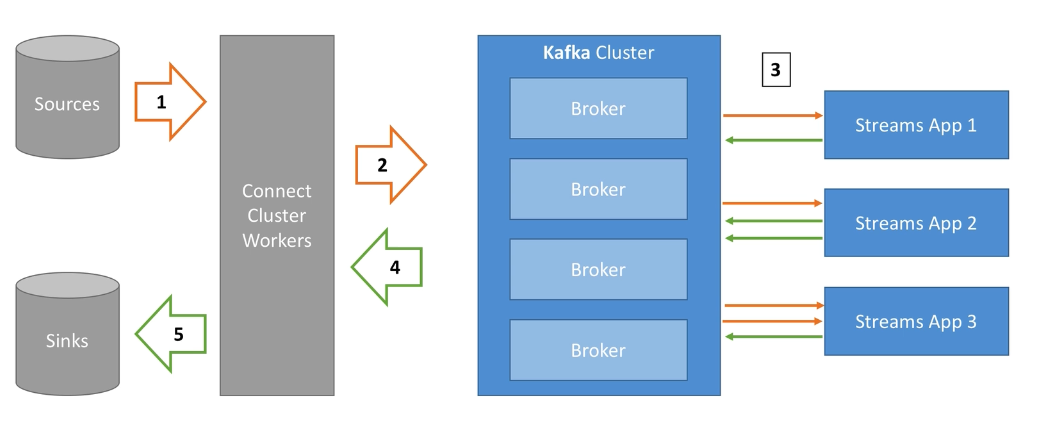 Sources
1
Connect
Cluster
Workers
2
4
5
Sinks
Kafka Cluster
Broker
Broker
Broker
Broker
3
Streams App 1
Streams App 2
Streams App 3